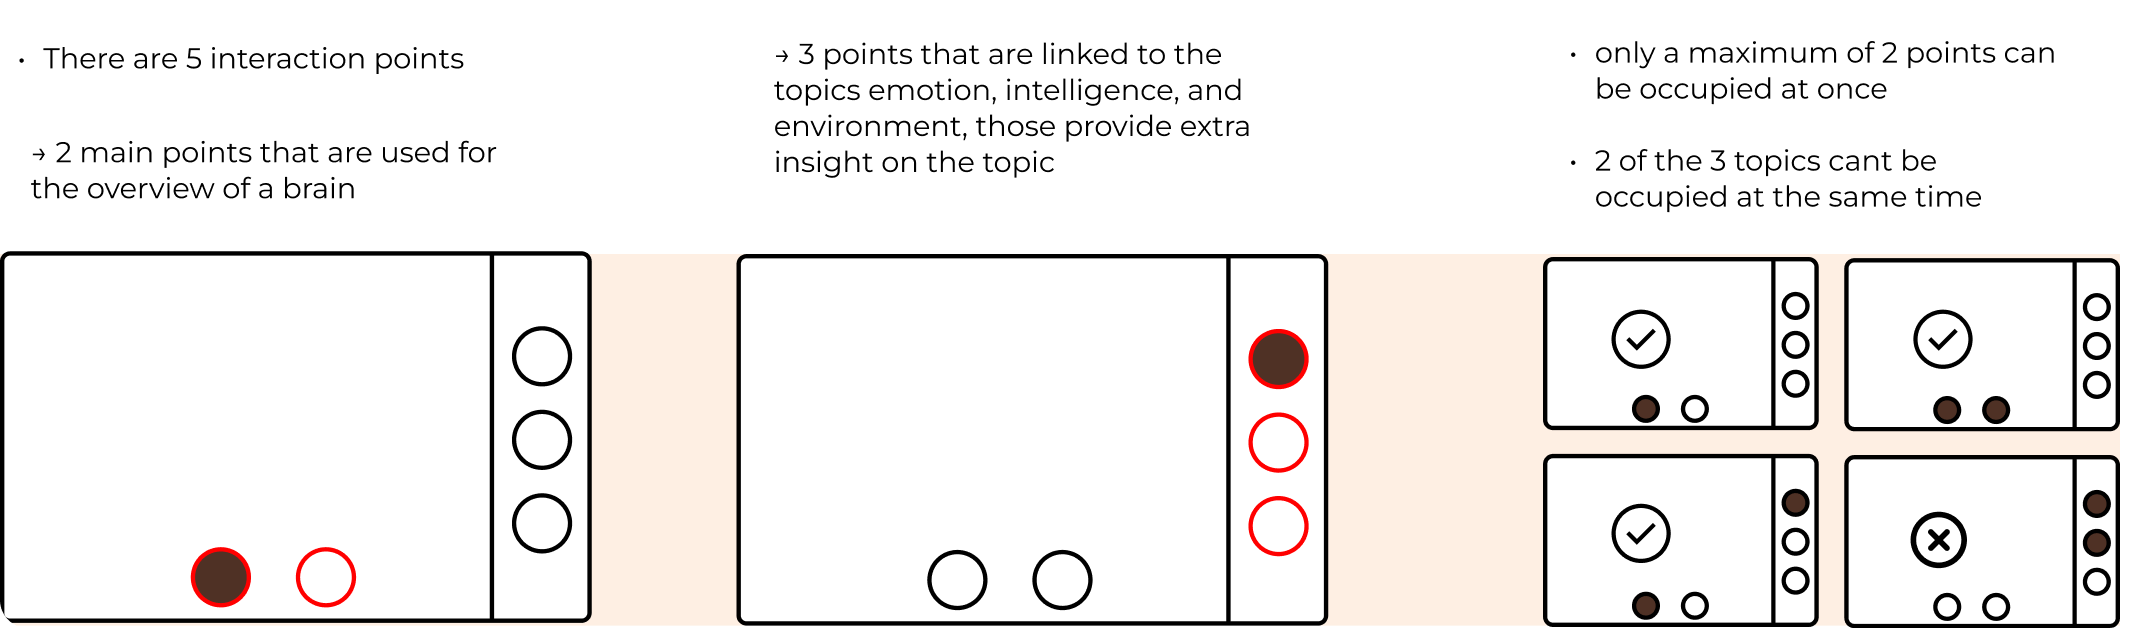 • There are 5 interaction points
→ 2 main points that are used for
the overview of a brain
→ 3 points that are linked to the
topics emotion, intelligence, and
environment, those provide extra
insight on the topic
• only a maximum of 2 points can
be occupied at once
• 2 of the 3 topics cant be
occupied at the same time